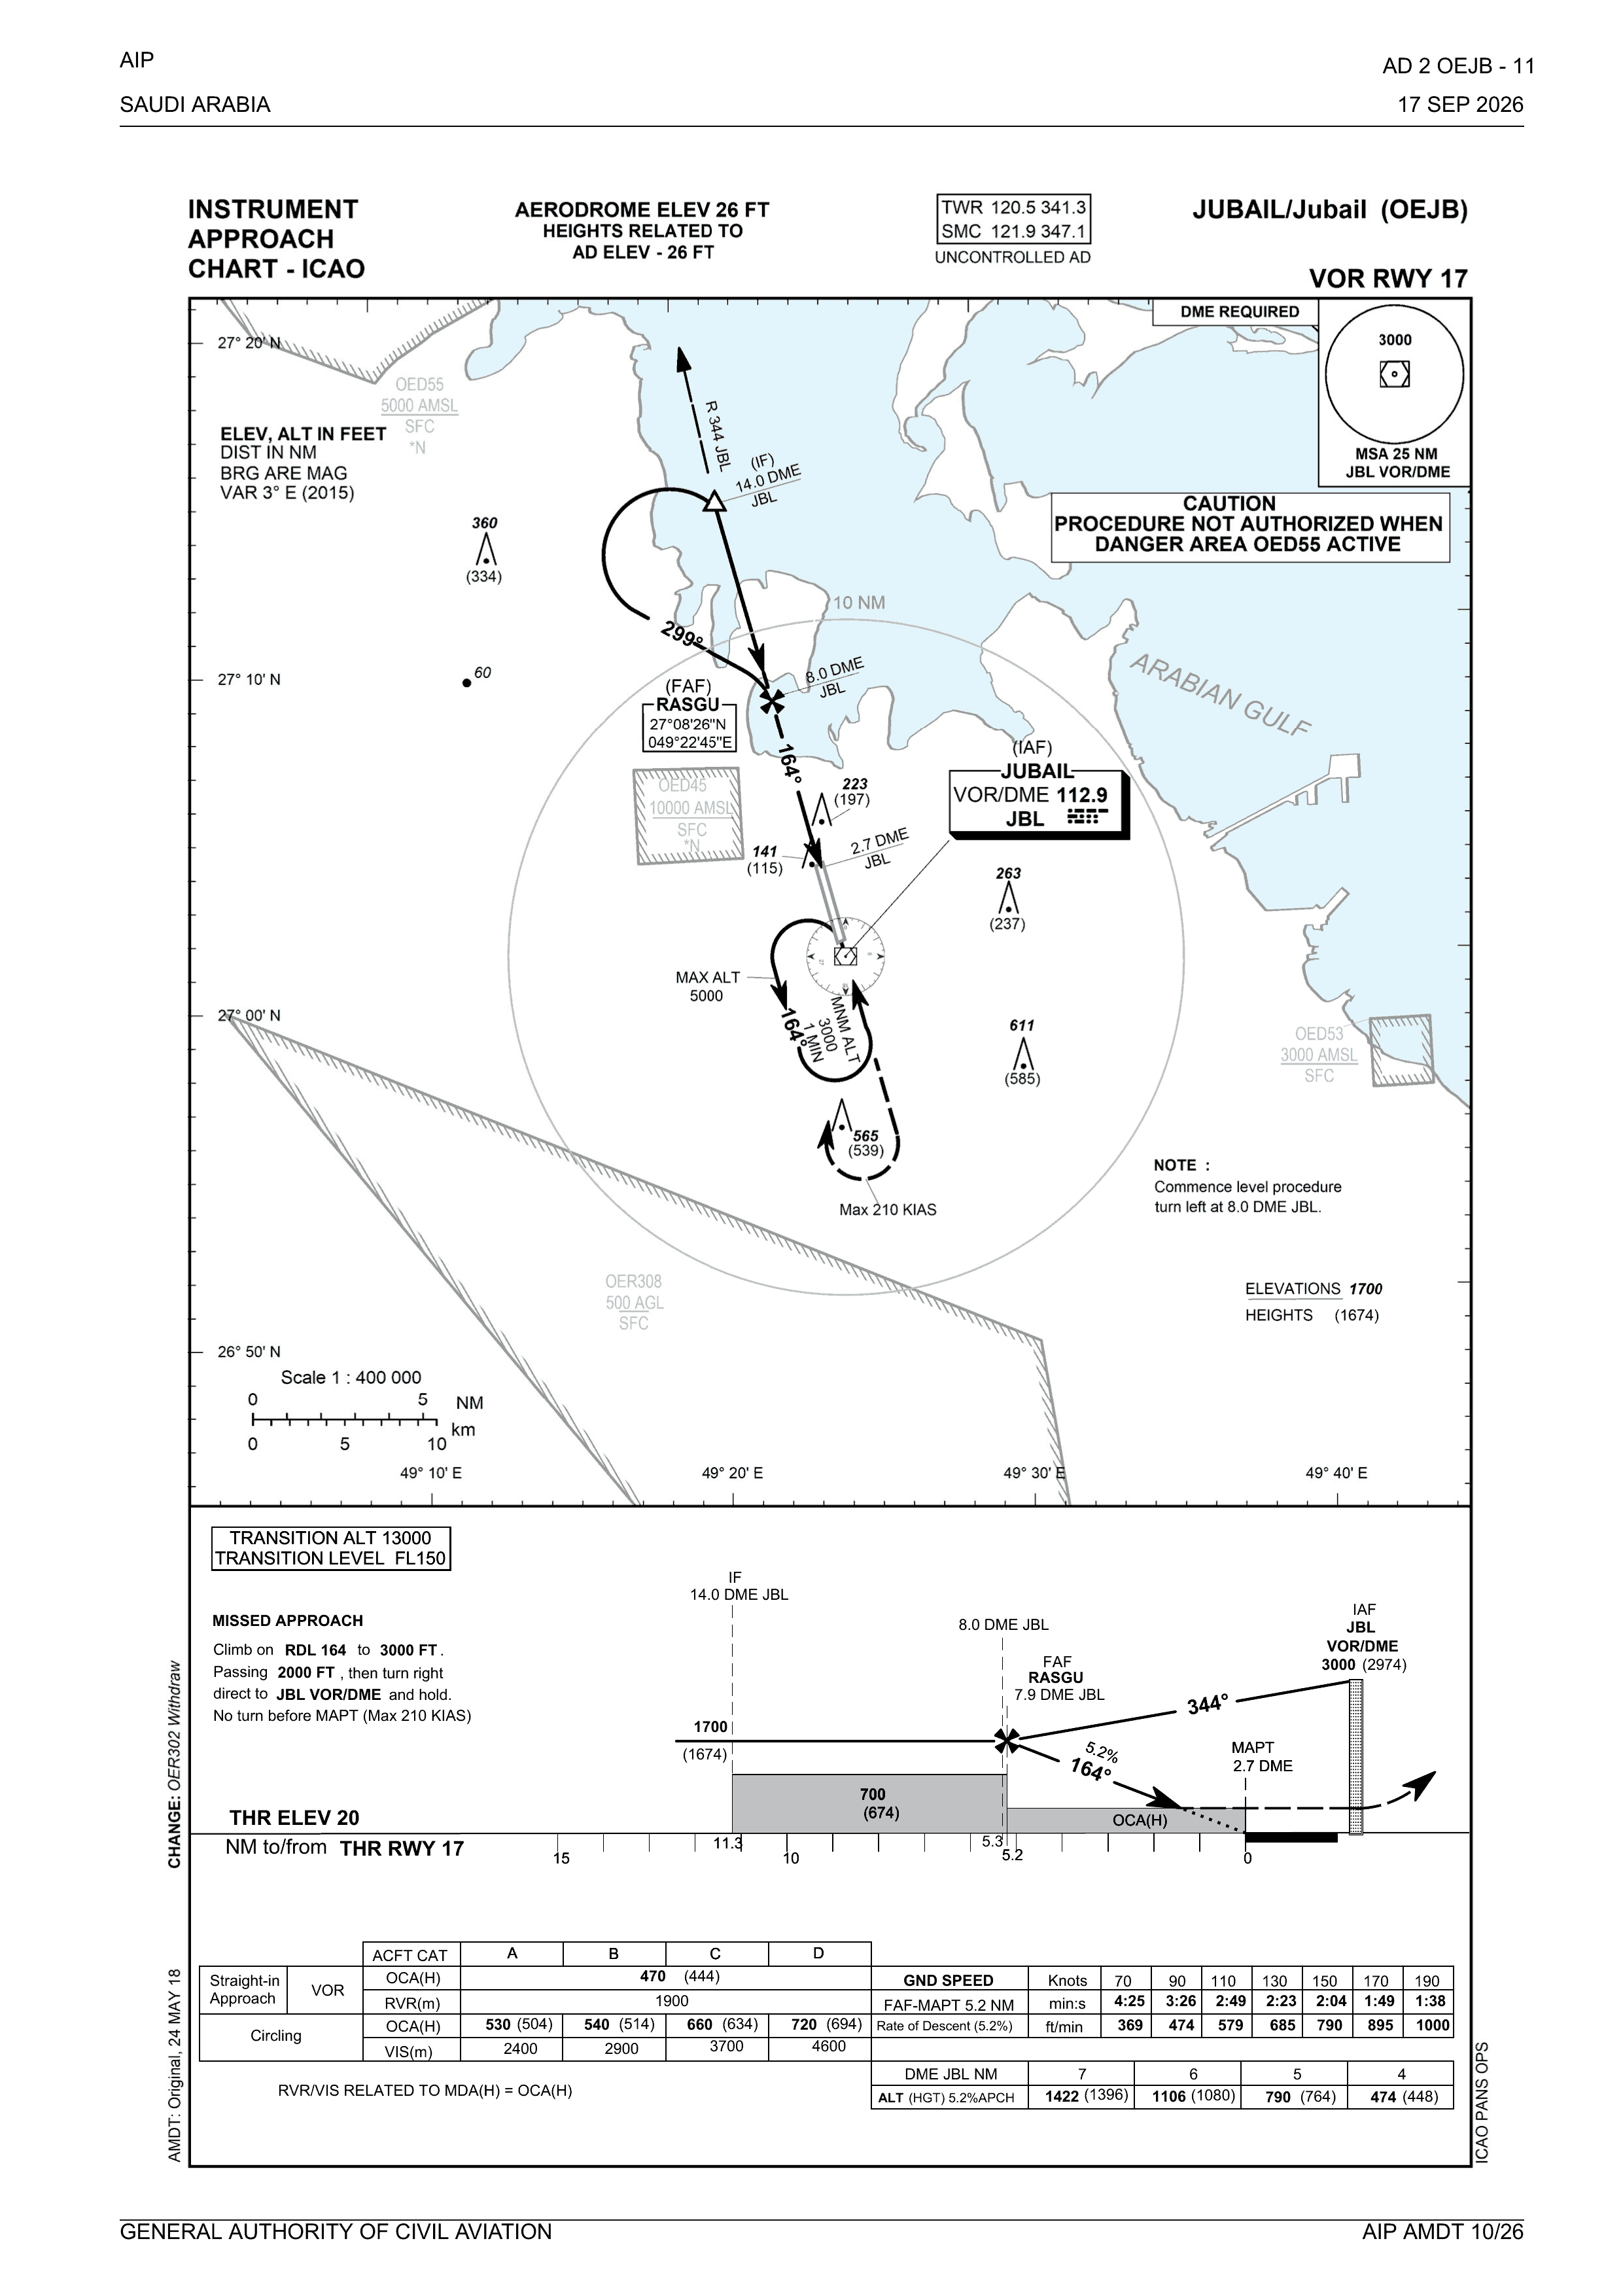 AIP
AD 2 OEJB - 11
SAUDI ARABIA
17 SEP 2026
INSTRUMENT
APPROACH
CHART - ICAO
AERODROME ELEV 26 FT
HEIGHTS RELATED TO
AD ELEV - 26 FT
TWR 120.5 341.3
SMC 121.9 347.1
UNCONTROLLED AD
JUBAIL/Jubail (OEJB)
VOR RWY 17
DME REQUIRED
3000
MSA 25 NM
JBL VOR/DME
27° 20' N
OED55
5000 AMSL
SFC
*N
ELEV, ALT IN FEET
DIST IN NM
BRG ARE MAG
VAR 3° E (2015)
R 344 JBL
(IF)
14.0 DME
JBL
CAUTION
PROCEDURE NOT AUTHORIZED WHEN
DANGER AREA OED55 ACTIVE
360
(334)
10 NM
299°
ARABIAN GULF
27° 10' N
60
8.0 DME
JBL
(FAF)
RASGU
27°08'26"N
049°22'45"E
164°
(IAF)
JUBAIL
VOR/DME 112.9
JBL
OED45
10000 AMSL
SFC
*N
223
(197)
141
(115)
2.7 DME
JBL
263
(237)
MAX ALT
5000
164°
MNM ALT
3000
1 MIN
27° 00' N
611
(585)
OED53
3000 AMSL
SFC
565
(539)
Max 210 KIAS
NOTE :
Commence level procedure
turn left at 8.0 DME JBL.
OER308
500 AGL
SFC
ELEVATIONS 1700
HEIGHTS (1674)
26° 50' N
Scale 1 : 400 000
0 5 NM
km
0 5 10
49° 10' E
49° 20' E
49° 30' E
49° 40' E
TRANSITION ALT 13000
TRANSITION LEVEL FL150
MISSED APPROACH
Climb on RDL 164 to 3000 FT .
Passing 2000 FT , then turn right
direct to JBL VOR/DME and hold.
No turn before MAPT (Max 210 KIAS)
IF
14.0 DME JBL
8.0 DME JBL
FAF
RASGU
7.9 DME JBL
IAF
JBL
VOR/DME
3000 (2974)
344°
1700
(1674)
5.2%
164°
MAPT
2.7 DME
700
(674)
OCA(H)
THR ELEV 20
NM to/from THR RWY 17
15
11.3
10
5.3
5.2
0
CHANGE: OER302 Withdraw
AMDT: Original, 24 MAY 18
ICAO PANS OPS
ACFT CAT A B C D
Straight-in
Approach
VOR
OCA(H) 470 (444)
RVR(m) 1900
Circling
OCA(H) 530 (504) 540 (514) 660 (634) 720 (694)
VIS(m) 2400 2900 3700 4600
RVR/VIS RELATED TO MDA(H) = OCA(H)
GND SPEED Knots 70 90 110 130 150 170 190
FAF-MAPT 5.2 NM min:s 4:25 3:26 2:49 2:23 2:04 1:49 1:38
Rate of Descent (5.2%) ft/min 369 474 579 685 790 895 1000
DME JBL NM 7 6 5 4
ALT (HGT) 5.2%APCH 1422 (1396) 1106 (1080) 790 (764) 474 (448)
GENERAL AUTHORITY OF CIVIL AVIATION
AIP AMDT 10/26